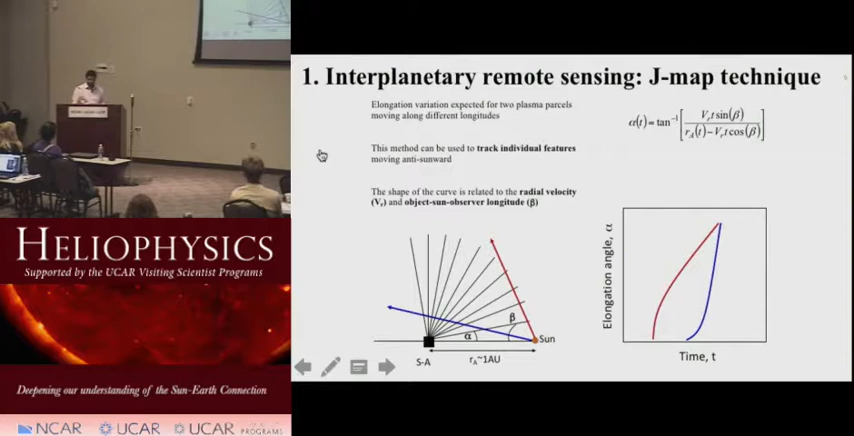 1. Interplanetary remote sensing: J-map technique
Elongation variation expected for two plasma parcels
moving along different longitudes
This method can be used to track individual features
moving anti-sunward
The shape of the curve is related to the radial velocity
(Vᵣ) and object-sun-observer longitude (β)
α(t) = tan⁻¹[Vᵣt sin(β) / r_A(t) − Vᵣt cos(β)]
Elongation angle, α
Time, t
β
α
Sun
S-A
r_A~1AU
HELIOPHYSICS
Supported by the UCAR Visiting Scientist Programs
Deepening our understanding of the Sun-Earth Connection
NCAR
UCAR
UCAR
PROGRAMS